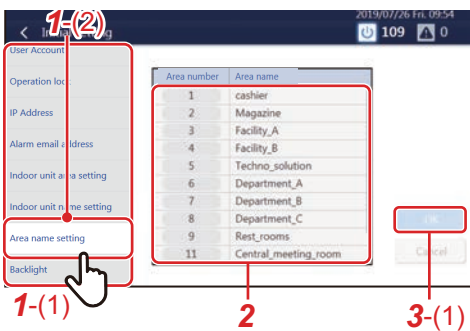 2019/07/26 Fri. 09:54
1-(2)
109
0
User Account
Operation lock
IP Address
Alarm email address
Indoor unit area setting
Indoor unit name setting
Area name setting
Backlight
Area number Area name
1 cashier
2 Magazine
3 Facility_A
4 Facility_B
5 Techno_solution
6 Department_A
7 Department_B
8 Department_C
9 Rest_rooms
11 Central_meeting_room
OK
Cancel
1-(1)
2
3-(1)